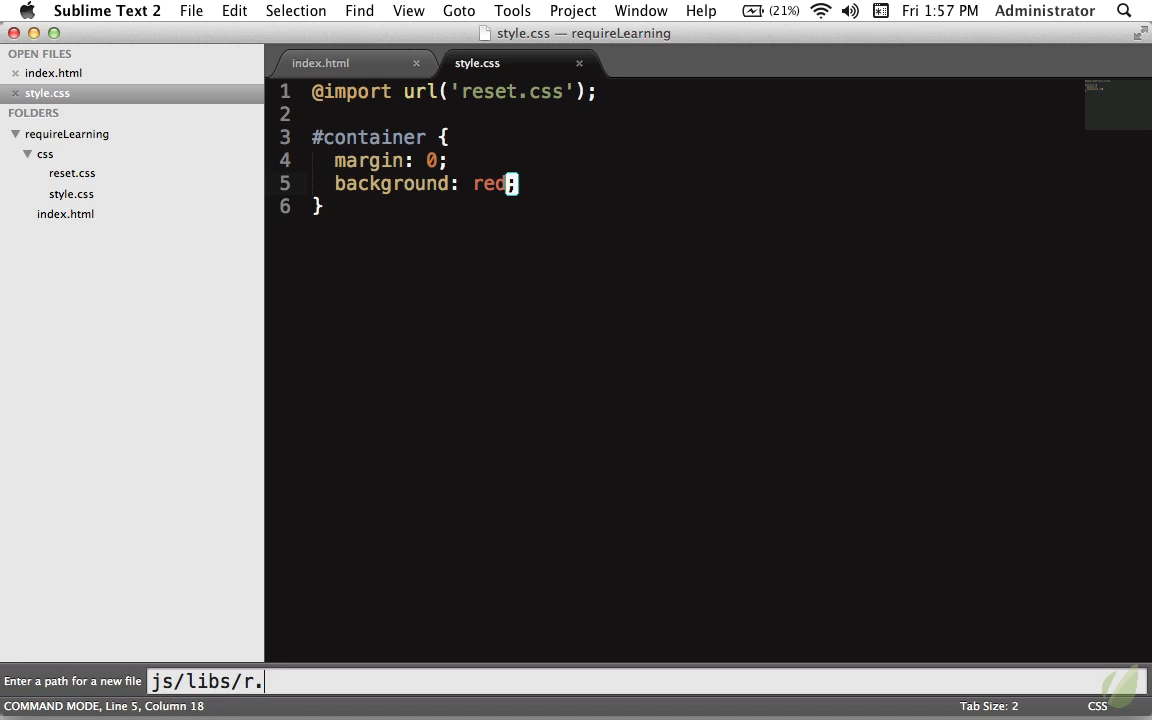 Sublime Text 2 File Edit Selection Find View Goto Tools Project Window Help (21%) Fri 1:57 PM Administrator
style.css — requireLearning
OPEN FILES
index.html
style.css
FOLDERS
requireLearning
css
reset.css
style.css
index.html
index.html style.css
1 @import url('reset.css');
2
3 #container {
4 margin: 0;
5 background: red;
6 }
Enter a path for a new file js/libs/r.
COMMAND MODE, Line 5, Column 18 Tab Size: 2 CSS